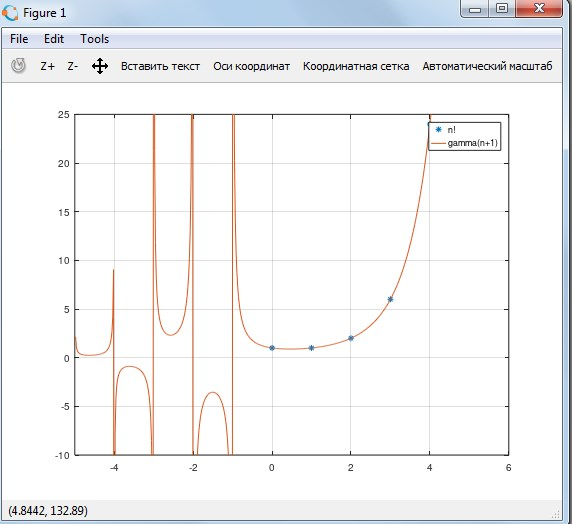 Figure 1
File Edit Tools
Z+ Z- Вставить текст Оси координат Координатная сетка Автоматический масштаб
25
n!
gamma(n+1)
20
15
10
5
0
-5
-10
-4 -2 0 2 4 6
(4.8442, 132.89)